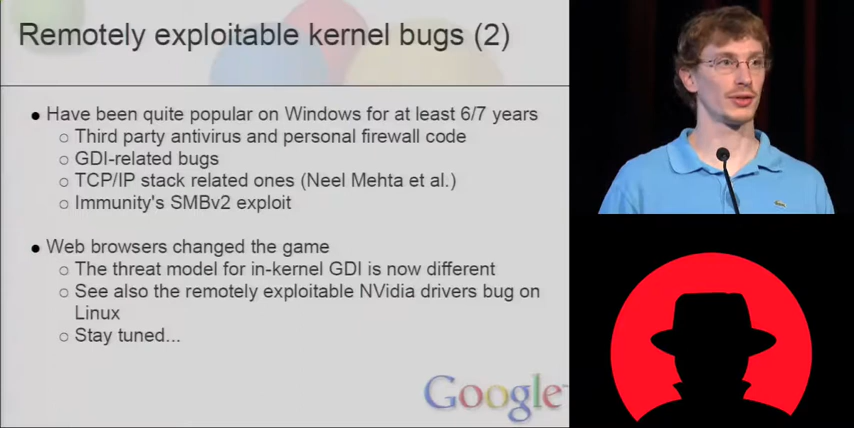 Remotely exploitable kernel bugs (2)
● Have been quite popular on Windows for at least 6/7 years
○ Third party antivirus and personal firewall code
○ GDI-related bugs
○ TCP/IP stack related ones (Neel Mehta et al.)
○ Immunity's SMBv2 exploit
● Web browsers changed the game
○ The threat model for in-kernel GDI is now different
○ See also the remotely exploitable NVidia drivers bug on
Linux
○ Stay tuned...
Google